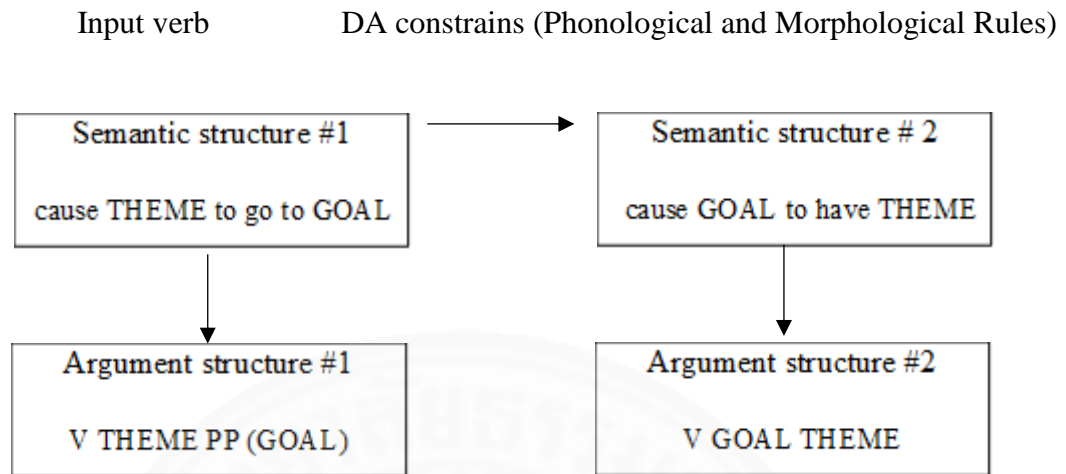 Input verb DA constrains (Phonological and Morphological Rules)
Semantic structure #1
cause THEME to go to GOAL
Semantic structure # 2
cause GOAL to have THEME
Argument structure #1
V THEME PP (GOAL)
Argument structure #2
V GOAL THEME